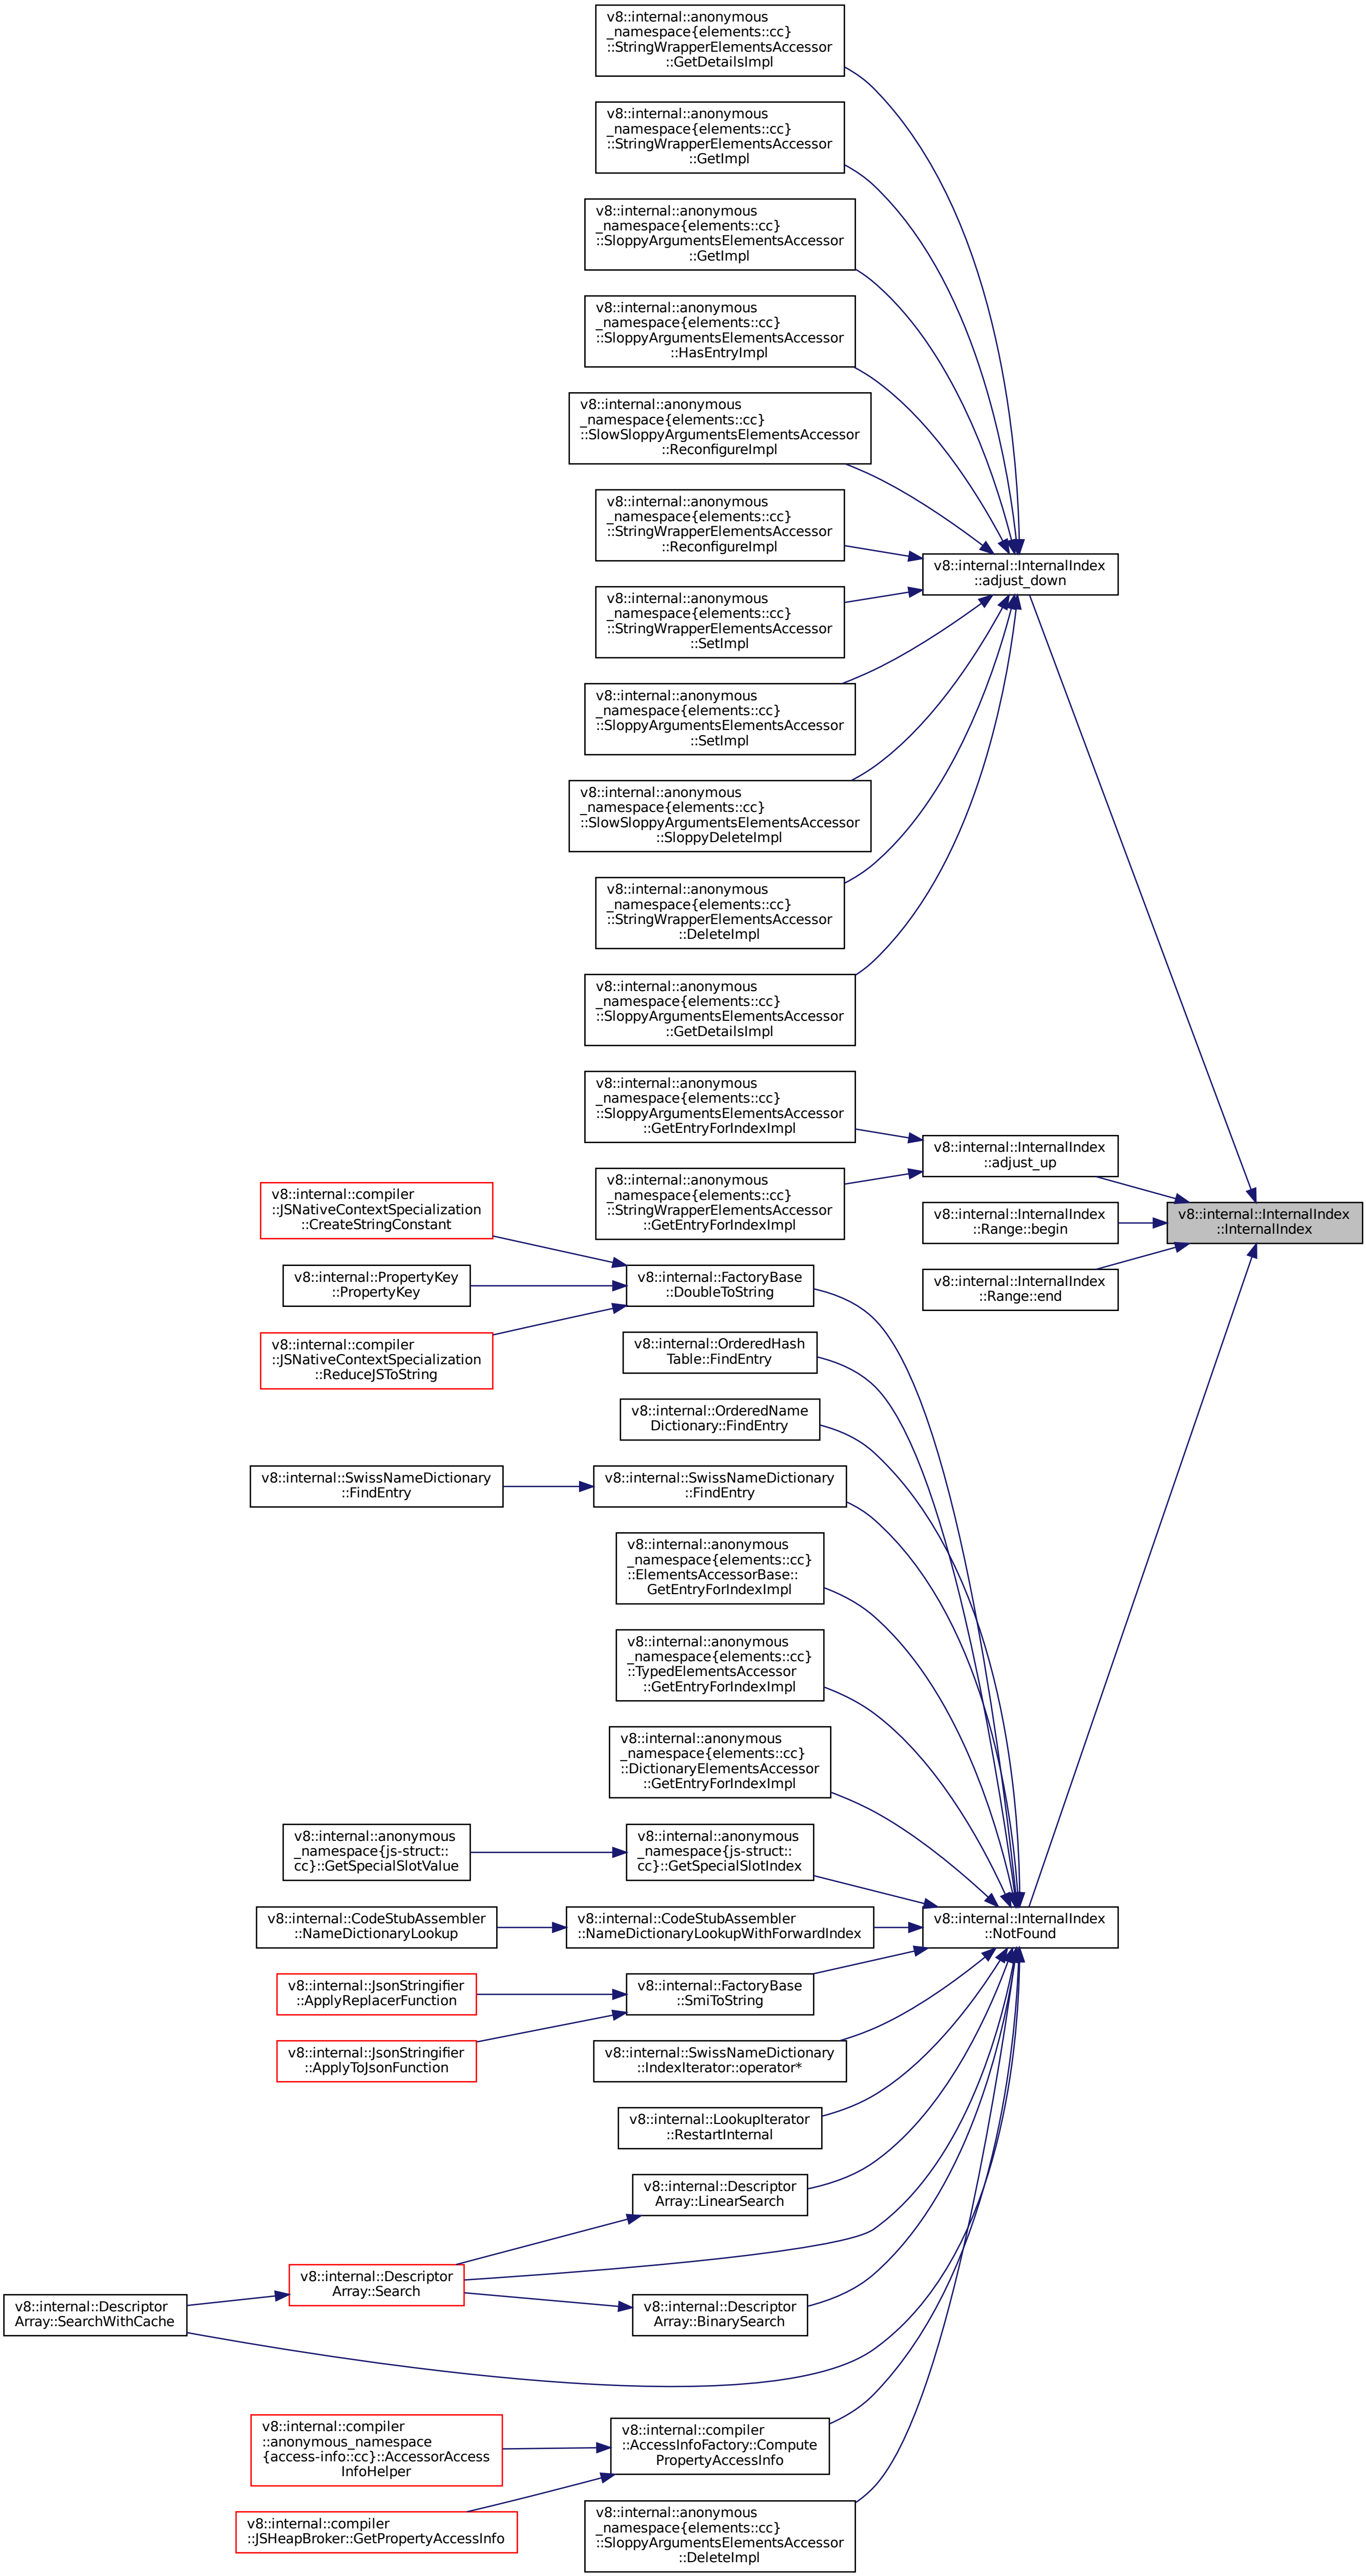 v8::internal::anonymous
_namespace{elements::cc}
::StringWrapperElementsAccessor
::GetDetailsImpl
v8::internal::anonymous
_namespace{elements::cc}
::StringWrapperElementsAccessor
::GetImpl
v8::internal::anonymous
_namespace{elements::cc}
::SloppyArgumentsElementsAccessor
::GetImpl
v8::internal::anonymous
_namespace{elements::cc}
::SloppyArgumentsElementsAccessor
::HasEntryImpl
v8::internal::anonymous
_namespace{elements::cc}
::SlowSloppyArgumentsElementsAccessor
::ReconfigureImpl
v8::internal::anonymous
_namespace{elements::cc}
::StringWrapperElementsAccessor
::ReconfigureImpl
v8::internal::InternalIndex
::adjust_down
v8::internal::anonymous
_namespace{elements::cc}
::StringWrapperElementsAccessor
::SetImpl
v8::internal::anonymous
_namespace{elements::cc}
::SloppyArgumentsElementsAccessor
::SetImpl
v8::internal::anonymous
_namespace{elements::cc}
::SlowSloppyArgumentsElementsAccessor
::SloppyDeleteImpl
v8::internal::anonymous
_namespace{elements::cc}
::StringWrapperElementsAccessor
::DeleteImpl
v8::internal::anonymous
_namespace{elements::cc}
::SloppyArgumentsElementsAccessor
::GetDetailsImpl
v8::internal::anonymous
_namespace{elements::cc}
::SloppyArgumentsElementsAccessor
::GetEntryForIndexImpl
v8::internal::InternalIndex
::adjust_up
v8::internal::anonymous
_namespace{elements::cc}
::StringWrapperElementsAccessor
::GetEntryForIndexImpl
v8::internal::compiler
::JSNativeContextSpecialization
::CreateStringConstant
v8::internal::InternalIndex
::Range::begin
v8::internal::InternalIndex
::InternalIndex
v8::internal::PropertyKey
::PropertyKey
v8::internal::FactoryBase
::DoubleToString
v8::internal::InternalIndex
::Range::end
v8::internal::compiler
::JSNativeContextSpecialization
::ReduceJSToString
v8::internal::OrderedHash
Table::FindEntry
v8::internal::OrderedName
Dictionary::FindEntry
v8::internal::SwissNameDictionary
::FindEntry
v8::internal::SwissNameDictionary
::FindEntry
v8::internal::anonymous
_namespace{elements::cc}
::ElementsAccessorBase::
GetEntryForIndexImpl
v8::internal::anonymous
_namespace{elements::cc}
::TypedElementsAccessor
::GetEntryForIndexImpl
v8::internal::anonymous
_namespace{elements::cc}
::DictionaryElementsAccessor
::GetEntryForIndexImpl
v8::internal::anonymous
_namespace{js-struct::
cc}::GetSpecialSlotValue
v8::internal::anonymous
_namespace{js-struct::
cc}::GetSpecialSlotIndex
v8::internal::CodeStubAssembler
::NameDictionaryLookup
v8::internal::CodeStubAssembler
::NameDictionaryLookupWithForwardIndex
v8::internal::InternalIndex
::NotFound
v8::internal::JsonStringifier
::ApplyReplacerFunction
v8::internal::FactoryBase
::SmiToString
v8::internal::JsonStringifier
::ApplyToJsonFunction
v8::internal::SwissNameDictionary
::IndexIterator::operator*
v8::internal::LookupIterator
::RestartInternal
v8::internal::Descriptor
Array::LinearSearch
v8::internal::Descriptor
Array::Search
v8::internal::Descriptor
Array::SearchWithCache
v8::internal::Descriptor
Array::BinarySearch
v8::internal::compiler
::anonymous_namespace
{access-info::cc}::AccessorAccess
InfoHelper
v8::internal::compiler
::AccessInfoFactory::Compute
PropertyAccessInfo
v8::internal::compiler
::JSHeapBroker::GetPropertyAccessInfo
v8::internal::anonymous
_namespace{elements::cc}
::SloppyArgumentsElementsAccessor
::DeleteImpl